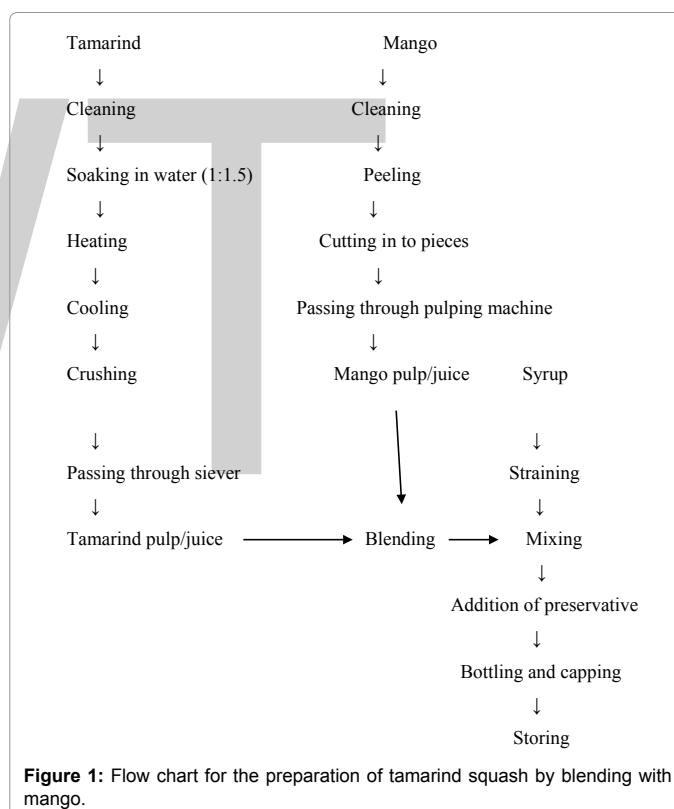 Tamarind Mango
↓ ↓
Cleaning Cleaning
↓ ↓
Soaking in water (1:1.5) Peeling
↓ ↓
Heating Cutting in to pieces
↓ ↓
Cooling Passing through pulping machine
↓ ↓
Crushing Mango pulp/juice Syrup
↓ ↓
Passing through siever Straining
↓ ↓
Tamarind pulp/juice Blending Mixing
↓
Addition of preservative
↓
Bottling and capping
↓
Storing
Figure 1: Flow chart for the preparation of tamarind squash by blending with
mango.